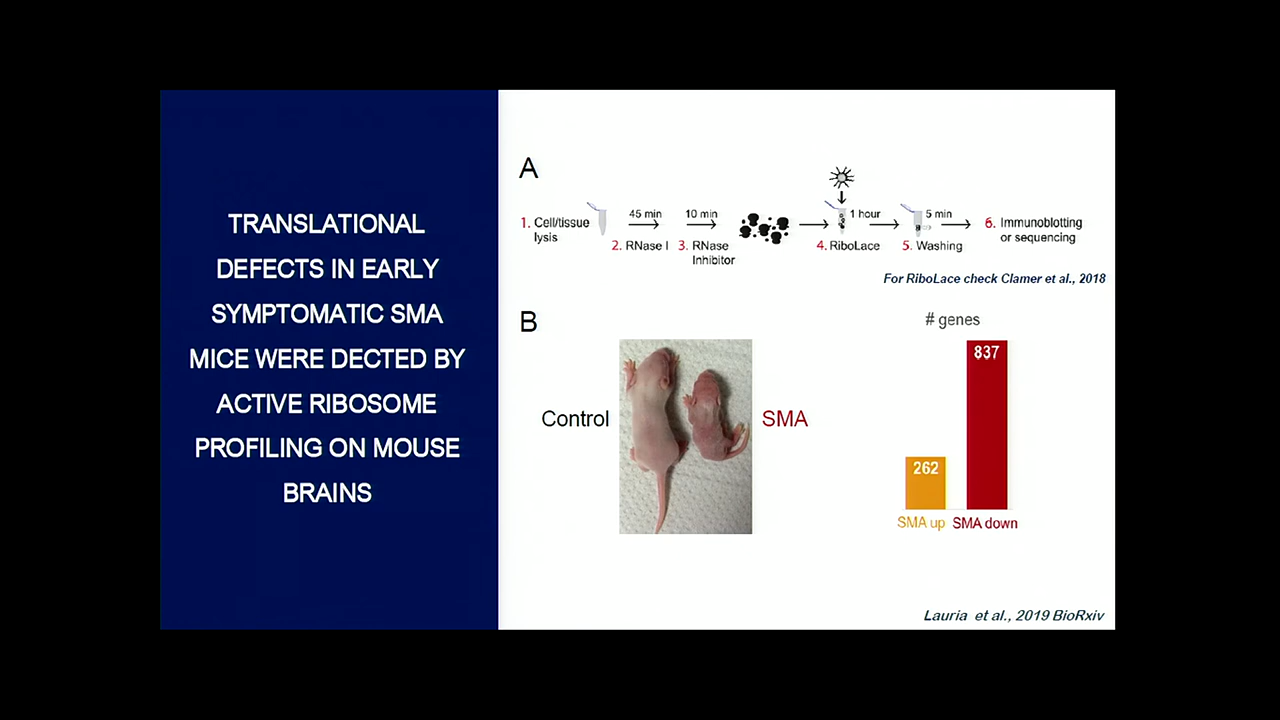 TRANSLATIONAL
DEFECTS IN EARLY
SYMPTOMATIC SMA
MICE WERE DECTED BY
ACTIVE RIBOSOME
PROFILING ON MOUSE
BRAINS
A
1. Cell/tissue
lysis
45 min
2. RNase I
10 min
3. RNase
Inhibitor
1 hour
4. RiboLace
5 min
5. Washing
6. Immunoblotting
or sequencing
For RiboLace check Clamer et al., 2018
B
Control
SMA
# genes
837
262
SMA up
SMA down
Lauria et al., 2019 BioRxiv